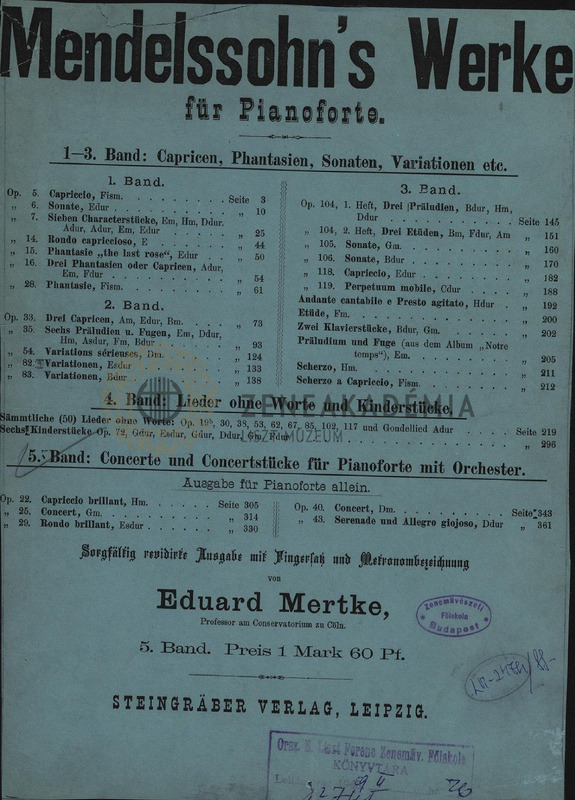 Mendelssohn's Werke
für Pianoforte.
1—3. Band: Capricen, Phantasien, Sonaten, Variationen etc.
1. Band.
Op. 5. Capriccio, Fism. Seite 3
„ 6. Sonate, Edur „ 10
„ 7. Sieben Characterstücke, Em, Hm, Ddur, Adur, Adur, Em, Edur „ 25
„ 14. Rondo capriccioso, E „ 44
„ 15. Phantasie „the last rose", Edur „ 50
„ 16. Drei Phantasien oder Capricen, Adur, Em, Fdur „ 54
„ 28. Phantasie, Fism. „ 61
2. Band.
Op. 33. Drei Capricen, Am, Edur, Bm. „ 73
„ 35. Sechs Präludien u. Fugen, Em, Ddur, Hm, Asdur, Fm, Bdur „ 93
„ 54. Variations sérieuses, Dm. „ 124
„ 82. Variationen, Esdur „ 133
„ 83. Variationen, Bdur „ 138
3. Band.
Op. 104, 1. Heft, Drei Präludien, Bdur, Hm, Ddur Seite 145
„ 104, 2. Heft, Drei Etüden, Bm, Fdur, Am „ 151
„ 105. Sonate, Gm. „ 160
„ 106. Sonate, Bdur „ 170
„ 118. Capriccio, Edur „ 182
„ 119. Perpetuum mobile, Cdur „ 188
Andante cantabile e Presto agitato, Hdur „ 192
Etüde, Fm. „ 200
Zwei Klavierstücke, Bdur, Gm. „ 202
Präludium und Fuge (aus dem Album „Notre temps"), Em. „ 205
Scherzo, Hm. „ 211
Scherzo a Capriccio, Fism. „ 212
4. Band: Lieder ohne Worte und Kinderstücke.
Sämmtliche (50) Lieder ohne Worte: Op. 19b, 30, 38, 53, 62, 67, 85, 102, 117 und Gondellied Adur Seite 219
Sechs Kinderstücke Op. 72, Gdur, Esdur, Gdur, Ddur, Gm, Fdur „ 296
ZENEAKADÉMIA
LISZT MÚZEUM
5. Band: Concerte und Concertstücke für Pianoforte mit Orchester.
Ausgabe für Pianoforte allein.
Op. 22. Capriccio brillant, Hm. Seite 305
„ 25. Concert, Gm. „ 314
„ 29. Rondo brillant, Esdur „ 330
Op. 40. Concert, Dm. Seite 343
„ 43. Serenade und Allegro giojoso, Ddur „ 361
Sorgfältig revidirte Ausgabe mit Fingersatz und Metronombezeichnung
von
Eduard Mertke,
Professor am Conservatorium zu Cöln.
Zeneművészeti
Főiskola
Budapest
5. Band. Preis 1 Mark 60 Pf.
STEINGRÄBER VERLAG, LEIPZIG.
Orsz. M. Liszt Ferenc Zeneműv. Főiskola
KÖNYVTÁRA